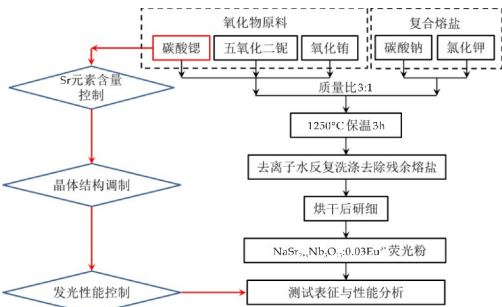 氧化物原料
复合熔盐
碳酸锶
五氧化二铌
氧化铕
碳酸钠
氯化钾
质量比3:1
Sr元素含量
控制
1250°C 保温3h
去离子水反复洗涤去除残余熔盐
晶体结构调制
烘干后研细
荧光粉
发光性能控制
测试表征与性能分析